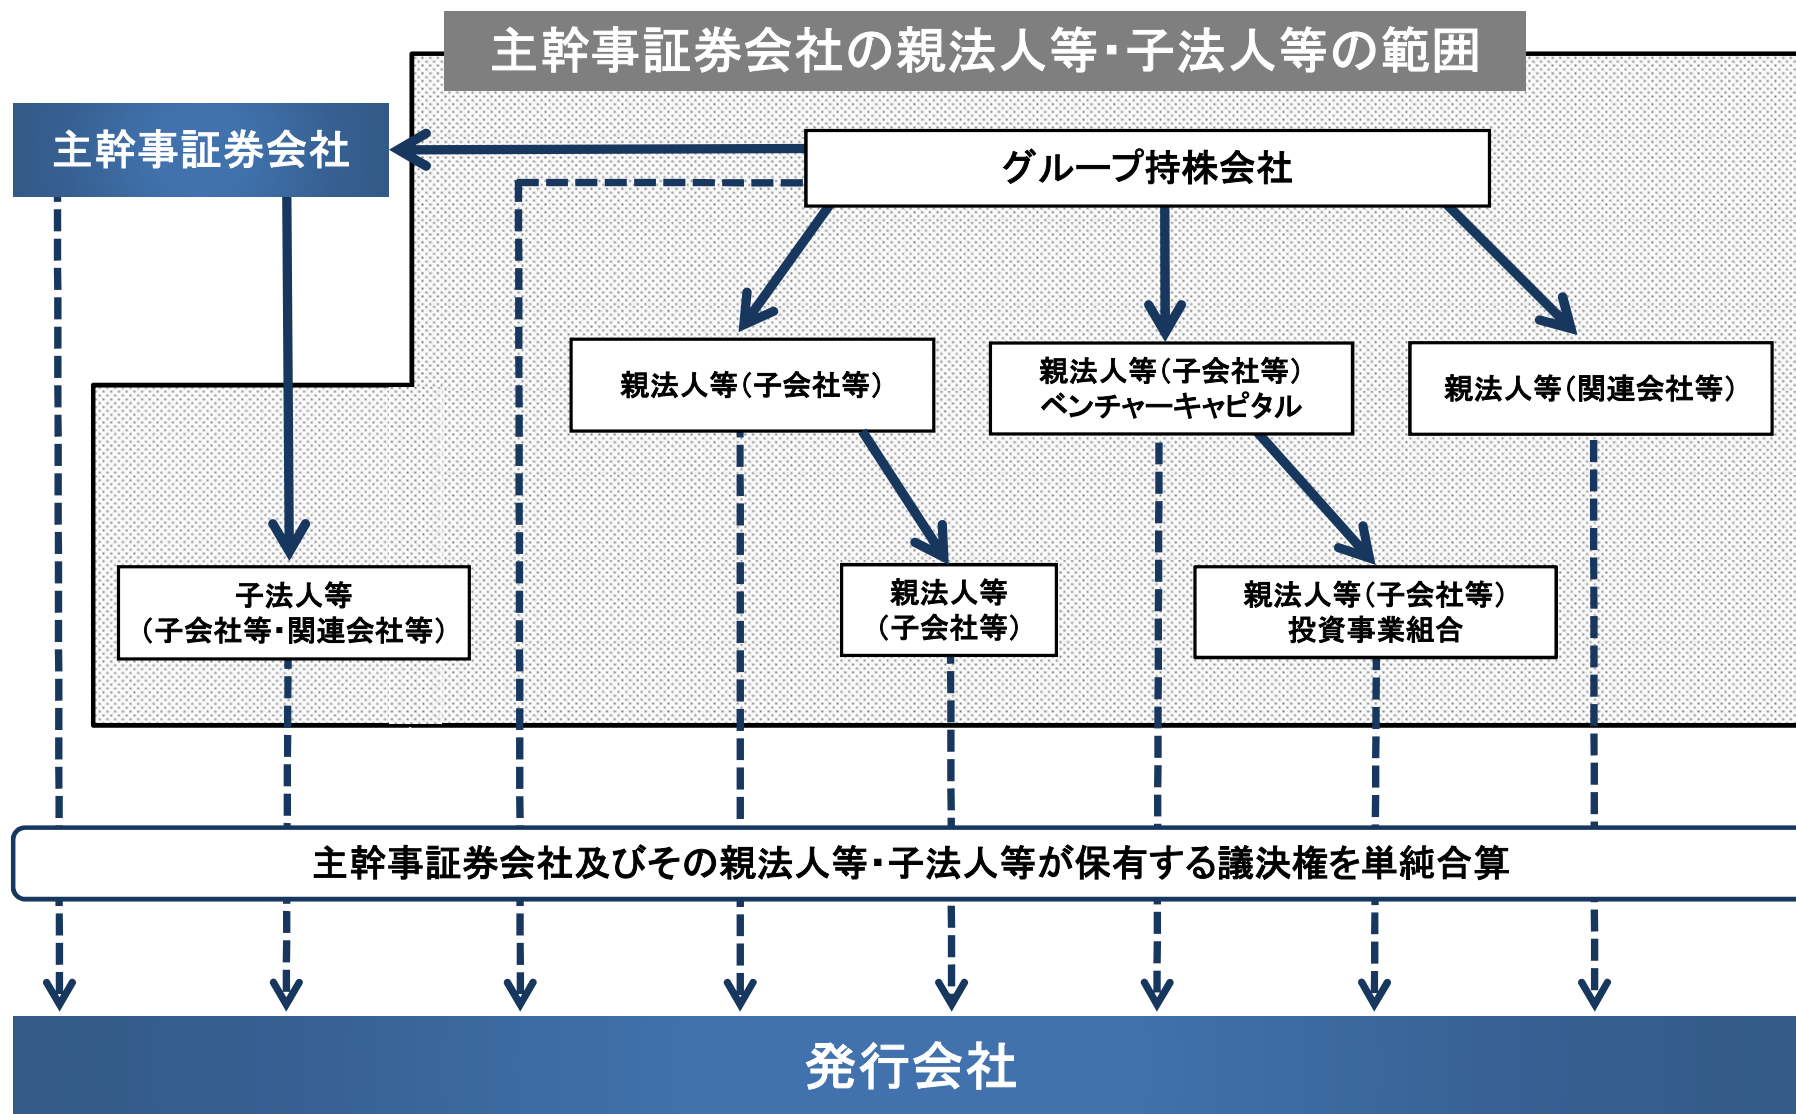 主幹事証券会社の親法人等・子法人等の範囲
主幹事証券会社
グループ持株会社
親法人等（子会社等）
親法人等（子会社等）
ベンチャーキャピタル
親法人等（関連会社等）
子法人等
（子会社等・関連会社等）
親法人等
（子会社等）
親法人等（子会社等）
投資事業組合
主幹事証券会社及びその親法人等・子法人等が保有する議決権を単純合算
発行会社